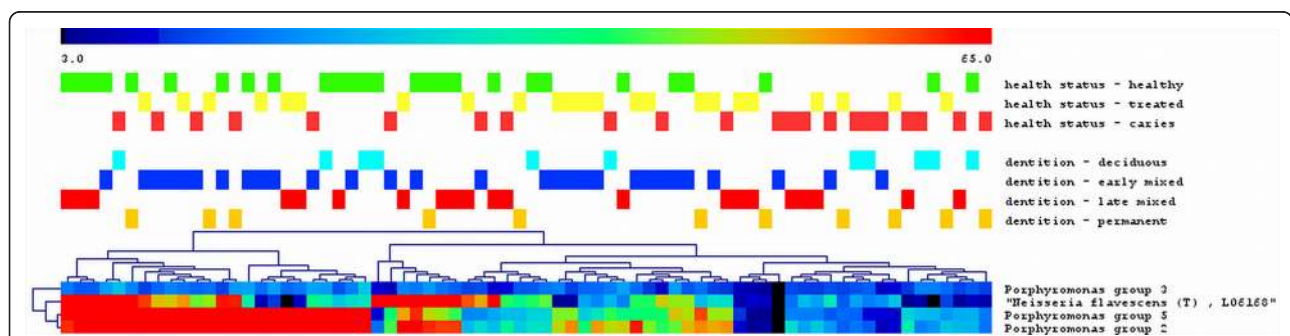 3.0 65.0
health status - healthy
health status - treated
health status - caries
dentition - deciduous
dentition - early mixed
dentition - late mixed
dentition - permanent
Porphyromonas group 3
"Neisseria flavescens (T) , L06168"
Porphyromonas group 5
Porphyromonas group 2